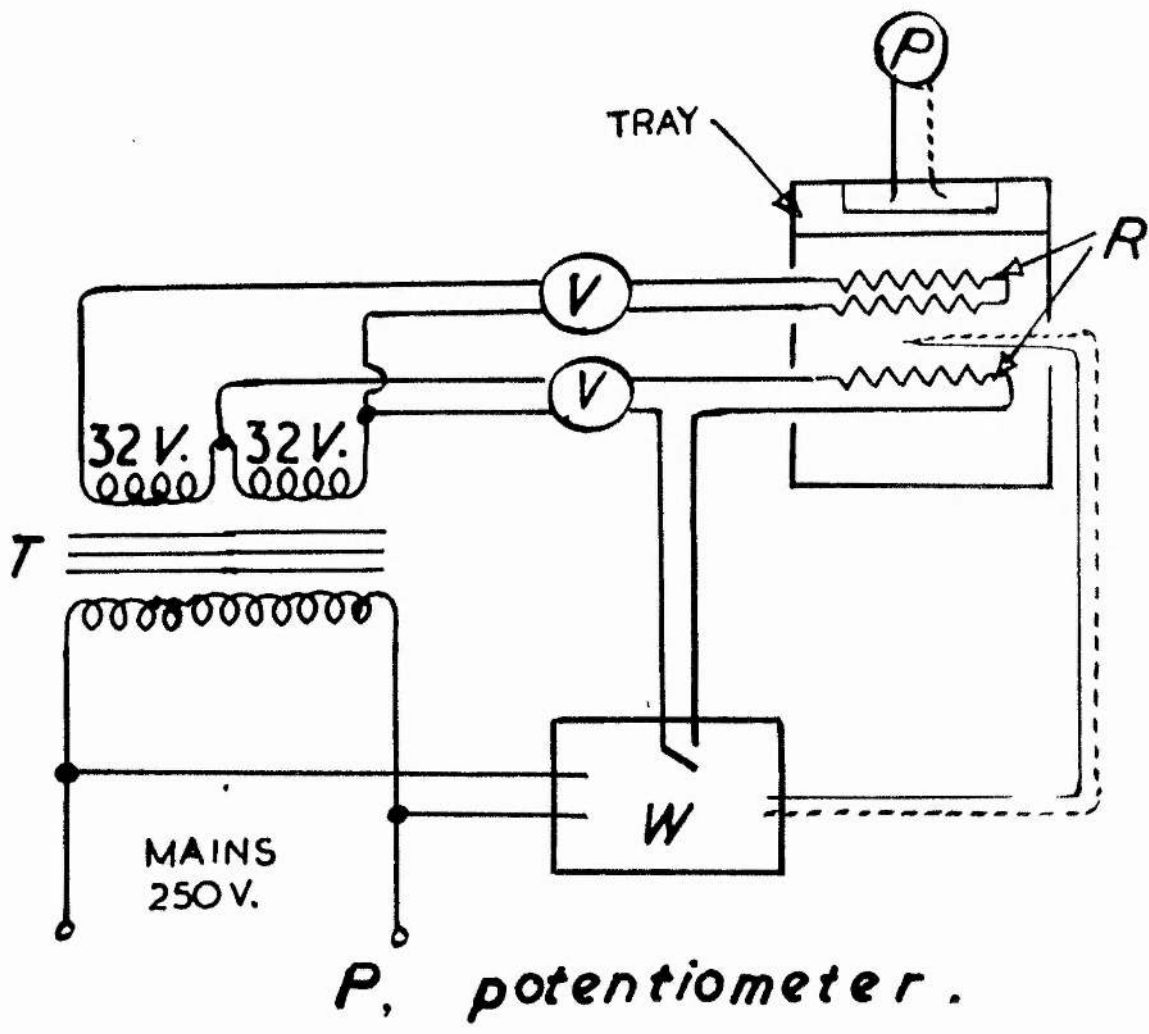 P
TRAY
R
V
V
32 V. 32 V.
T
W
MAINS
250 V.
P, potentiometer.